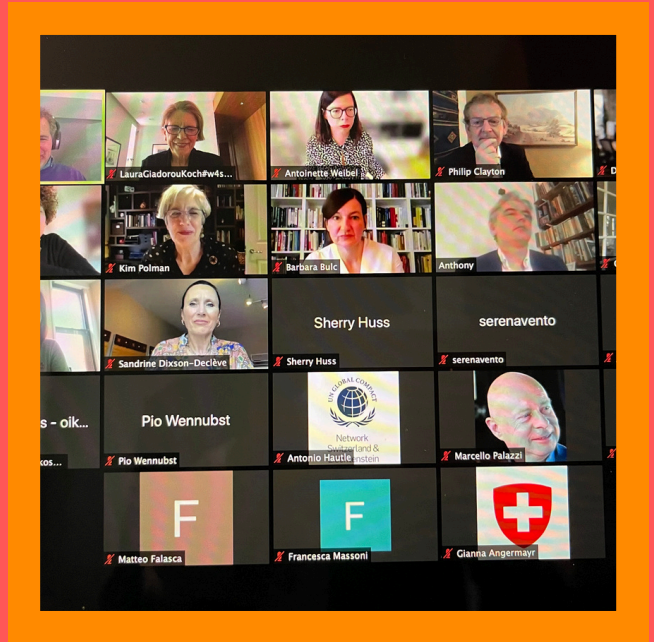 LauraGiadorouKoch#w4s...
Antoinette Weibel
Philip Clayton
D
Kim Polman
Barbara Bulc
Anthony
Sandrine Dixson-Declève
Sherry Huss
Sherry Huss
serenavento
serenavento
s - oik...
kos...
Pio Wennubst
Pio Wennubst
UN GLOBAL COMPACT
Network
Switzerland &
enstein
Antonio Hautle
Marcello Palazzi
F
Matteo Falasca
F
Francesca Massoni
Gianna Angermayr